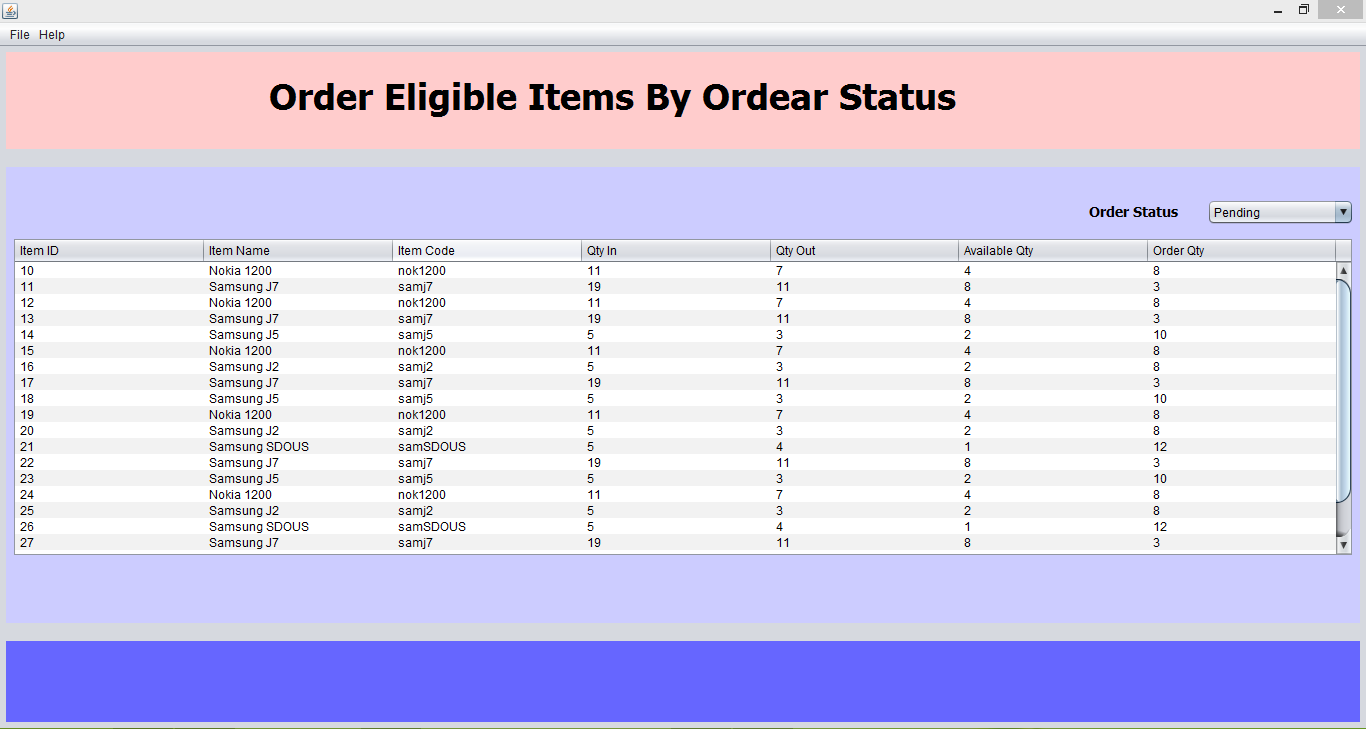 File Help
Order Eligible Items By Ordear Status
Order Status Pending
Item ID Item Name Item Code Qty In Qty Out Available Qty Order Qty
10 Nokia 1200 nok1200 11 7 4 8
11 Samsung J7 samj7 19 11 8 3
12 Nokia 1200 nok1200 11 7 4 8
13 Samsung J7 samj7 19 11 8 3
14 Samsung J5 samj5 5 3 2 10
15 Nokia 1200 nok1200 11 7 4 8
16 Samsung J2 samj2 5 3 2 8
17 Samsung J7 samj7 19 11 8 3
18 Samsung J5 samj5 5 3 2 10
19 Nokia 1200 nok1200 11 7 4 8
20 Samsung J2 samj2 5 3 2 8
21 Samsung SDOUS samSDOUS 5 4 1 12
22 Samsung J7 samj7 19 11 8 3
23 Samsung J5 samj5 5 3 2 10
24 Nokia 1200 nok1200 11 7 4 8
25 Samsung J2 samj2 5 3 2 8
26 Samsung SDOUS samSDOUS 5 4 1 12
27 Samsung J7 samj7 19 11 8 3